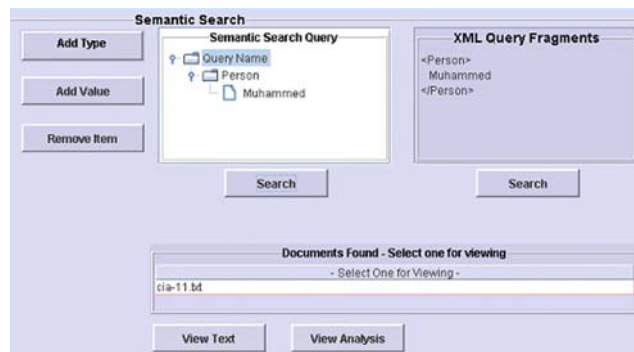 Semantic Search
Add Type
Add Value
Remove Item
Semantic Search Query
Query Name
Person
Muhammed
Search
XML Query Fragments
<Person>
Muhammed
</Person>
Search
Documents Found - Select one for viewing
- Select One for Viewing -
cia-11.txt
View Text
View Analysis